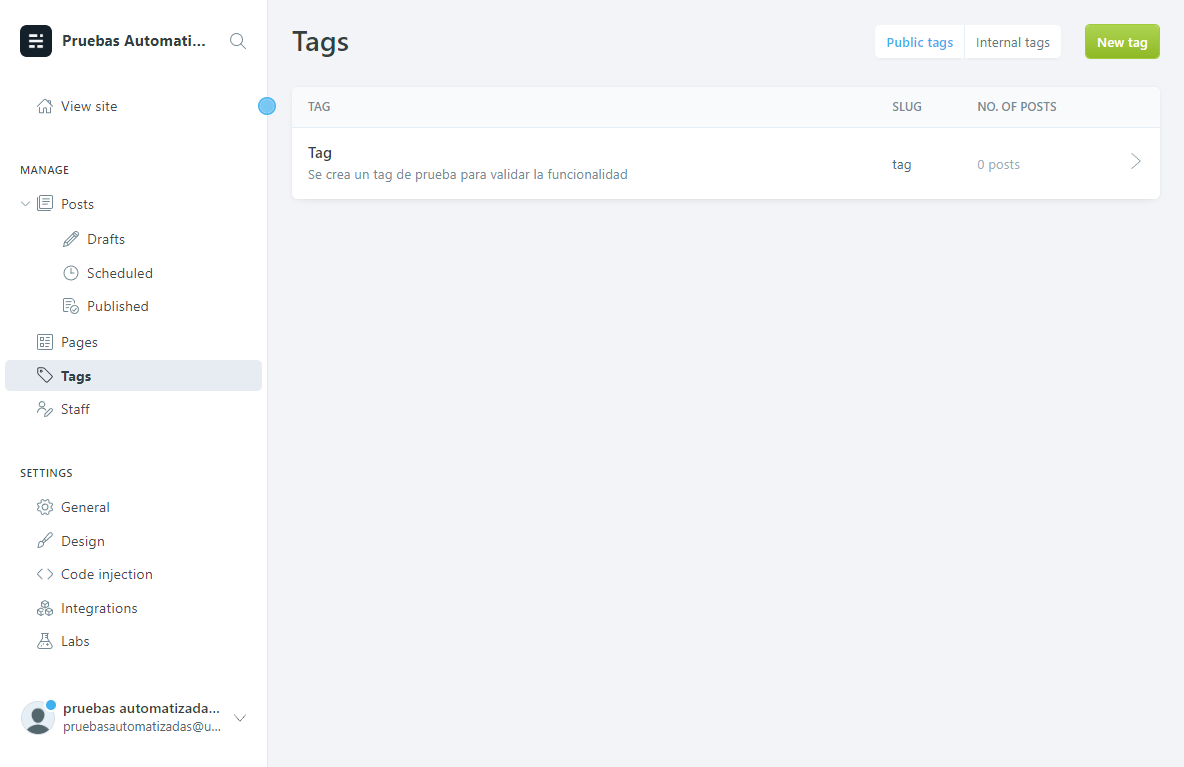 Pruebas Automati...
View site
MANAGE
Posts
Drafts
Scheduled
Published
Pages
Tags
Staff
SETTINGS
General
Design
Code injection
Integrations
Labs
pruebas automatizada...
pruebasautomatizadas@u...
Tags
Public tags
Internal tags
New tag
TAG SLUG NO. OF POSTS
Tag
Se crea un tag de prueba para validar la funcionalidad
tag
0 posts